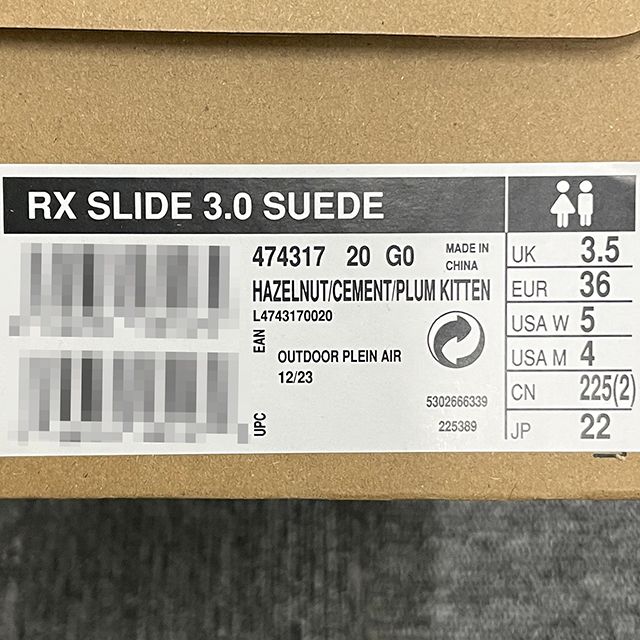 RX SLIDE 3.0 SUEDE
474317 20 G0
MADE IN
CHINA
HAZELNUT/CEMENT/PLUM KITTEN
L4743170020
EAN
OUTDOOR PLEIN AIR
12/23
5302666339
225389
UPC
UK 3.5
EUR 36
USA W 5
USA M 4
CN 225(2)
JP 22